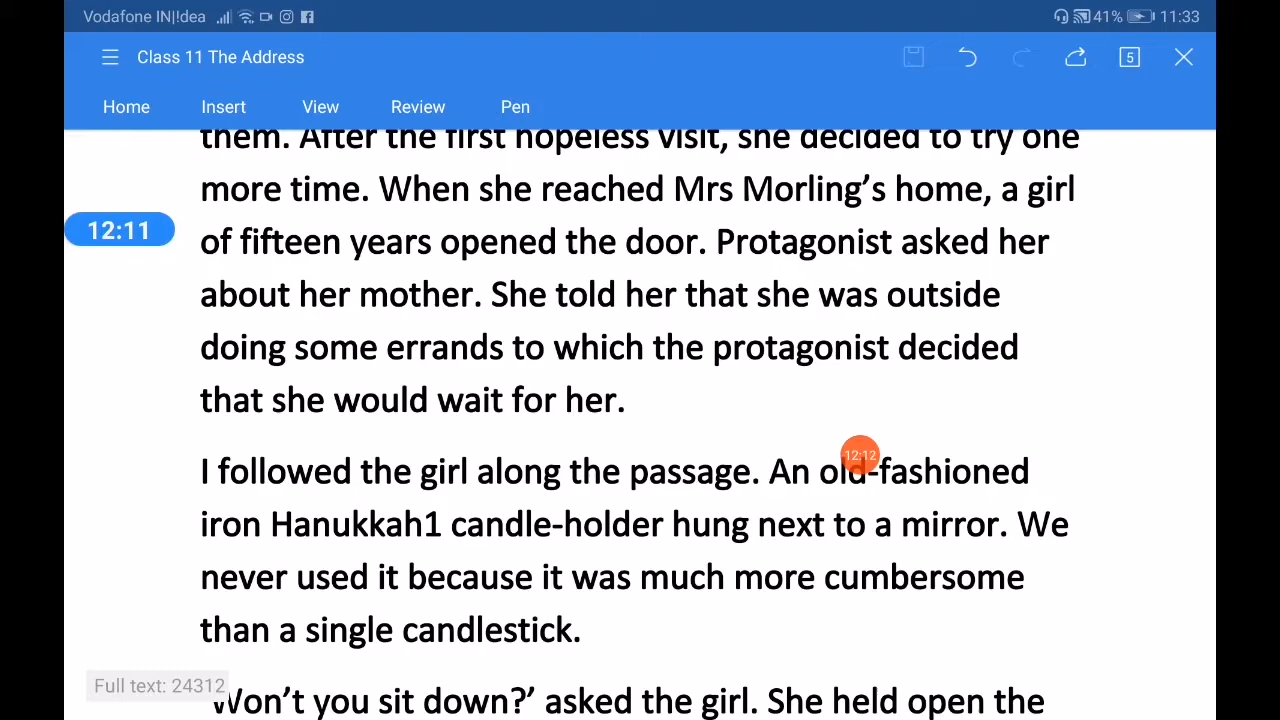 Vodafone IN|!dea 41% 11:33
Class 11 The Address 5
Home Insert View Review Pen
them. After the first hopeless visit, she decided to try one
more time. When she reached Mrs Morling's home, a girl
12:11
of fifteen years opened the door. Protagonist asked her
about her mother. She told her that she was outside
doing some errands to which the protagonist decided
that she would wait for her.
12:12
I followed the girl along the passage. An old-fashioned
iron Hanukkah1 candle-holder hung next to a mirror. We
never used it because it was much more cumbersome
than a single candlestick.
Full text: 24312
'Won't you sit down?' asked the girl. She held open the